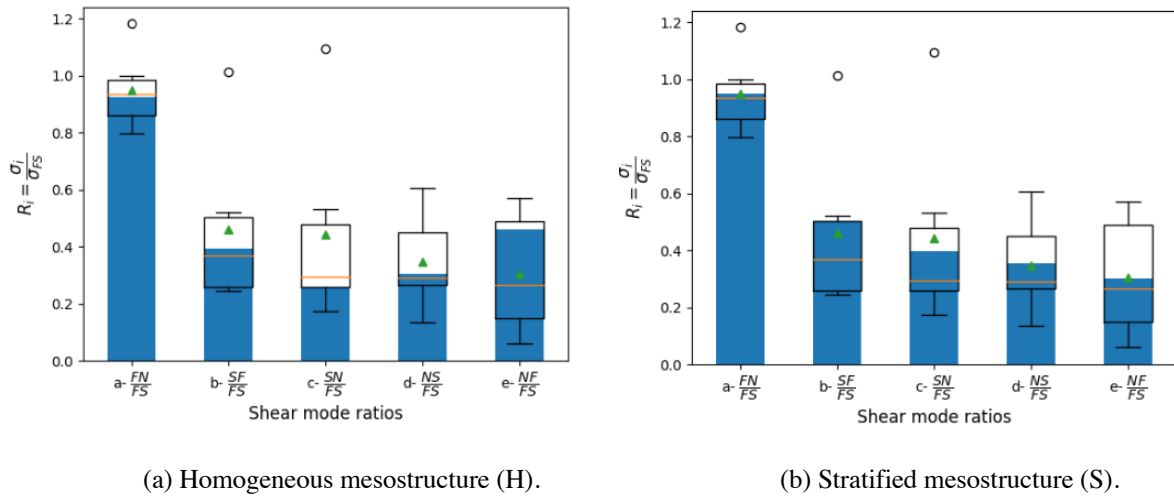 1.2
1.0
0.8
0.6
0.4
0.2
0.0
R_i = σ_i/σ_FS
a- FN/FS
b- SF/FS
c- SN/FS
d- NS/FS
e- NF/FS
Shear mode ratios
(a) Homogeneous mesostructure (H).
1.2
1.0
0.8
0.6
0.4
0.2
0.0
R_i = σ_i/σ_FS
a- FN/FS
b- SF/FS
c- SN/FS
d- NS/FS
e- NF/FS
Shear mode ratios
(b) Stratified mesostructure (S).